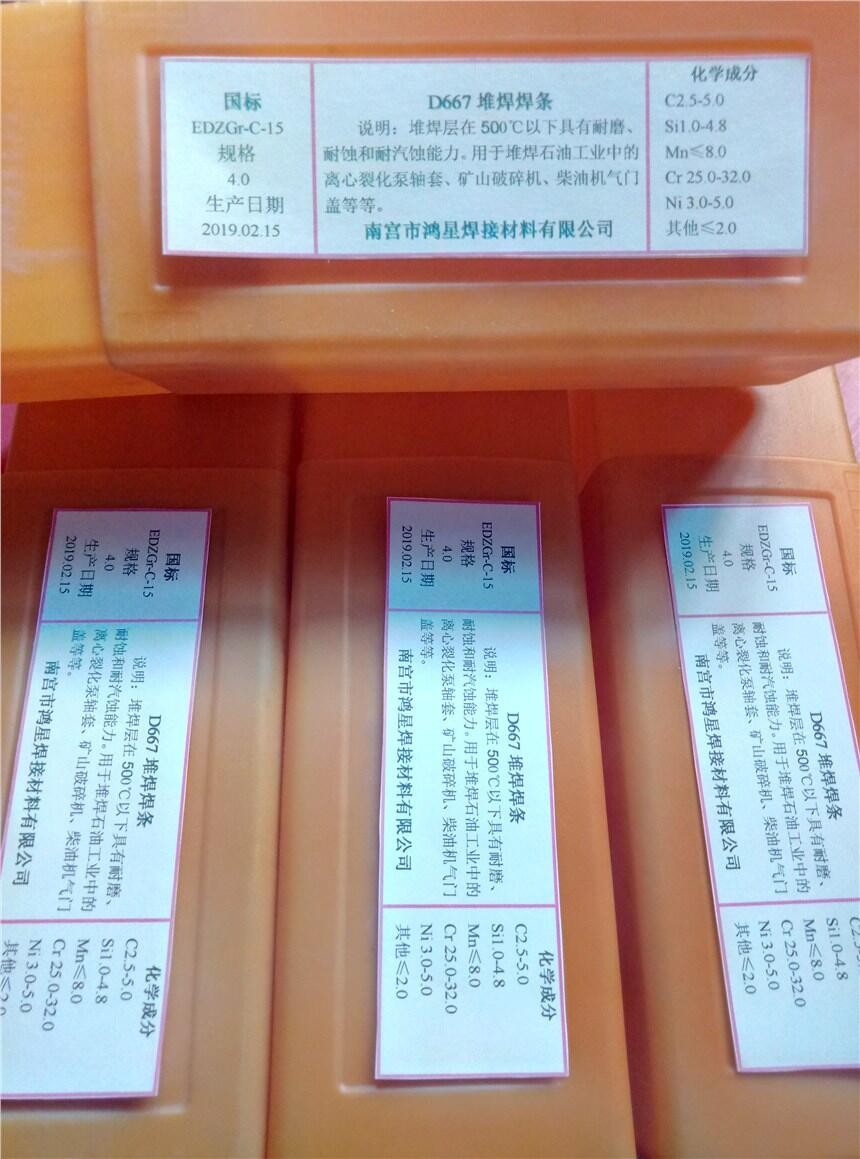 国标
EDZGr-C-15
规格
4.0
生产日期
2019.02.15
D667 堆焊焊条
说明：堆焊层在500℃以下具有耐磨、
耐蚀和耐汽蚀能力。用于堆焊石油工业中的
离心裂化泵轴套、矿山破碎机、柴油机气门
盖等等。
南宫市鸿星焊接材料有限公司
化学成分
C2.5-5.0
Si1.0-4.8
Mn≤8.0
Cr 25.0-32.0
Ni 3.0-5.0
其他≤2.0
国标
EDZGr-C-15
规格
4.0
生产日期
2019.02.15
D667 堆焊焊条
说明：堆焊层在500℃以下具有耐磨、
耐蚀和耐汽蚀能力。用于堆焊石油工业中的
离心裂化泵轴套、矿山破碎机、柴油机气门
盖等等。
南宫市鸿星焊接材料有限公司
化学成分
C2.5-5.0
Si1.0-4.8
Mn≤8.0
Cr 25.0-32.0
Ni 3.0-5.0
其他≤2.0
国标
EDZGr-C-15
规格
4.0
生产日期
2019.02.15
D667 堆焊焊条
说明：堆焊层在500℃以下具有耐磨、
耐蚀和耐汽蚀能力。用于堆焊石油工业中的
离心裂化泵轴套、矿山破碎机、柴油机气门
盖等等。
南宫市鸿星焊接材料有限公司
化学成分
C2.5-5.0
Si1.0-4.8
Mn≤8.0
Cr 25.0-32.0
Ni 3.0-5.0
其他≤2.0
国标
EDZGr-C-15
规格
4.0
生产日期
2019.02.15
D667 堆焊焊条
说明：堆焊层在500℃以下具有耐磨、
耐蚀和耐汽蚀能力。用于堆焊石油工业中的
离心裂化泵轴套、矿山破碎机、柴油机气门
盖等等。
南宫市鸿星焊接材料有限公司
Si1.0-4.8
Mn≤8.0
Cr 25.0-32.0
Ni 3.0-5.0
其他≤2.0